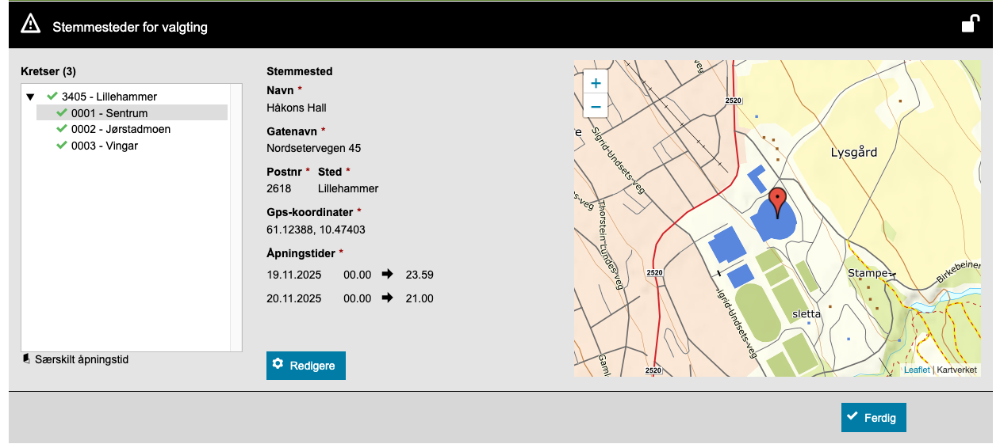 Stemmesteder for valgting
Kretser (3)
3405 - Lillehammer
0001 - Sentrum
0002 - Jørstadmoen
0003 - Vingar
Særskilt åpningstid
Stemmested
Navn *
Håkons Hall
Gatenavn *
Nordsetervegen 45
Postnr * Sted *
2618 Lillehammer
Gps-koordinater *
61.12388, 10.47403
Åpningstider *
19.11.2025 00.00 23.59
20.11.2025 00.00 21.00
Redigere
+
−
2520
Sigrid-Undsets-veg
Lysgård
Thorstein-Lundes-veg
2520
Stampe-
Birkebeiner
igrid-Undsets-veg
sletta
2520
Gaml
Leaflet | Kartverket
Ferdig